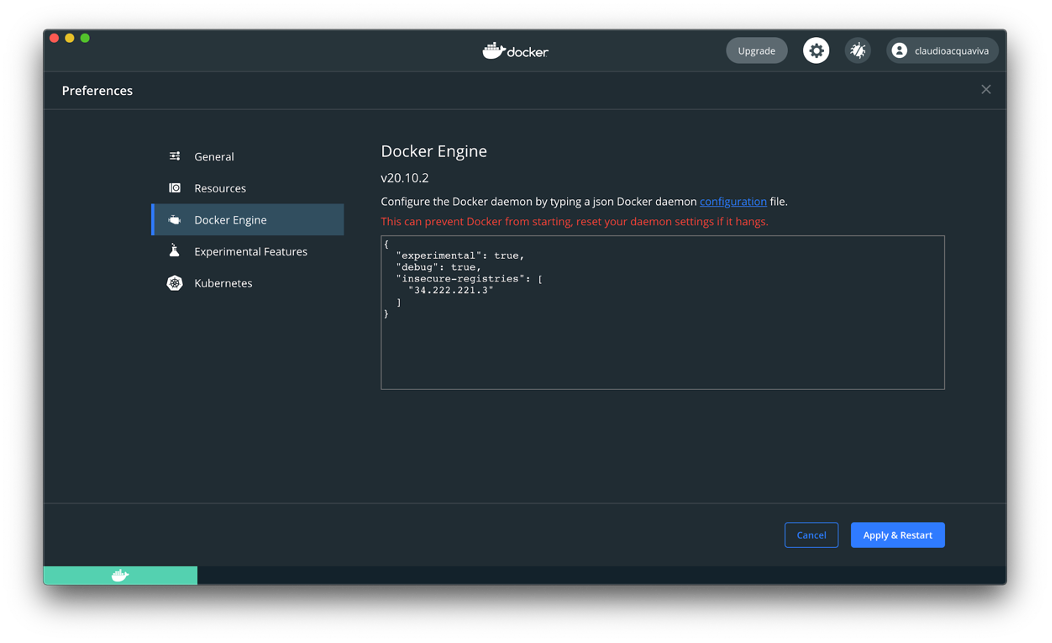 docker
Upgrade
claudioacquaviva
Preferences
General
Resources
Docker Engine
Experimental Features
Kubernetes
Docker Engine
v20.10.2
Configure the Docker daemon by typing a json Docker daemon configuration file.
This can prevent Docker from starting, reset your daemon settings if it hangs.
{
  "experimental": true,
  "debug": true,
  "insecure-registries": [
    "34.222.221.3"
  ]
}
Cancel
Apply & Restart